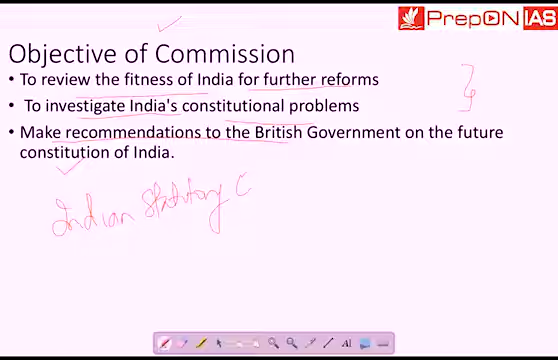 PrepON IAS
Objective of Commission
• To review the fitness of India for further reforms
• To investigate India's constitutional problems
• Make recommendations to the British Government on the future
constitution of India.
Indian Statutory C
AI